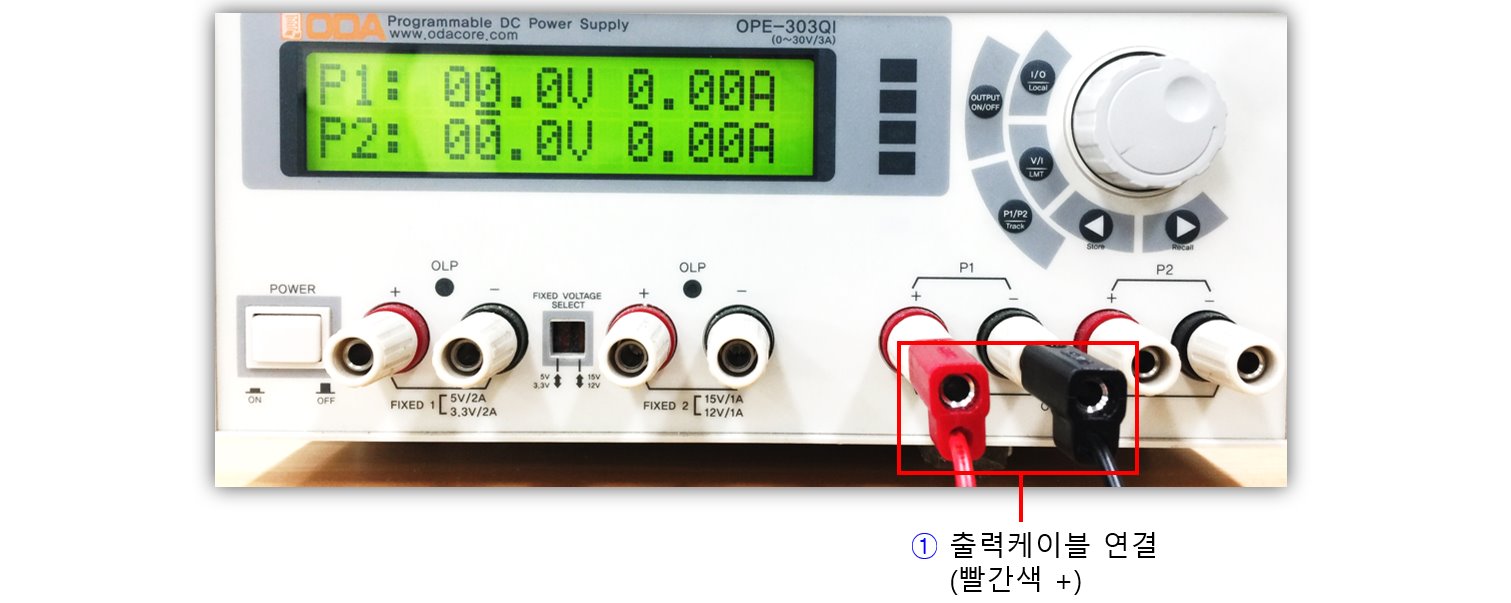 ODA Programmable DC Power Supply OPE-303QI
www.odacore.com (0~30V/3A)
P1: 00.0V 0.00A
P2: 00.0V 0.00A
I/O
Local
OUTPUT
ON/OFF
V/I
LMT
P1/P2
Track
Store
Recall
POWER
ON
OFF
OLP
+ −
FIXED 1 5V/2A
3.3V/2A
FIXED VOLTAGE
SELECT
5V 15V
3.3V 12V
OLP
+ −
FIXED 2 15V/1A
12V/1A
P1
+ −
P2
+ −
① 출력케이블 연결
(빨간색 +)